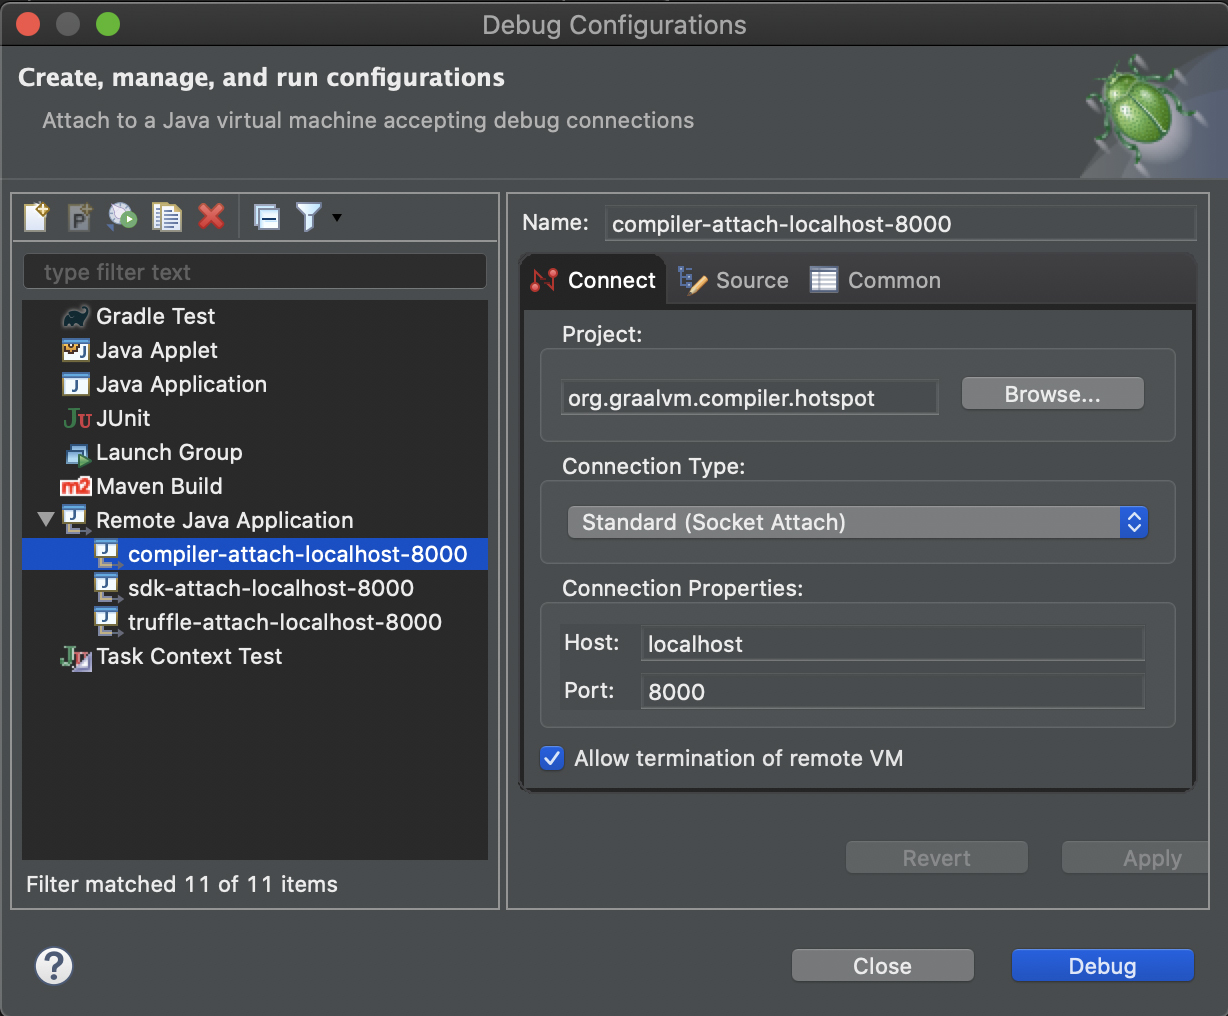 Debug Configurations
Create, manage, and run configurations
Attach to a Java virtual machine accepting debug connections
type filter text
Gradle Test
Java Applet
Java Application
JUnit
Launch Group
Maven Build
Remote Java Application
compiler-attach-localhost-8000
sdk-attach-localhost-8000
truffle-attach-localhost-8000
Task Context Test
Filter matched 11 of 11 items
Name: compiler-attach-localhost-8000
Connect Source Common
Project:
org.graalvm.compiler.hotspot Browse...
Connection Type:
Standard (Socket Attach)
Connection Properties:
Host: localhost
Port: 8000
Allow termination of remote VM
Revert Apply
? Close Debug